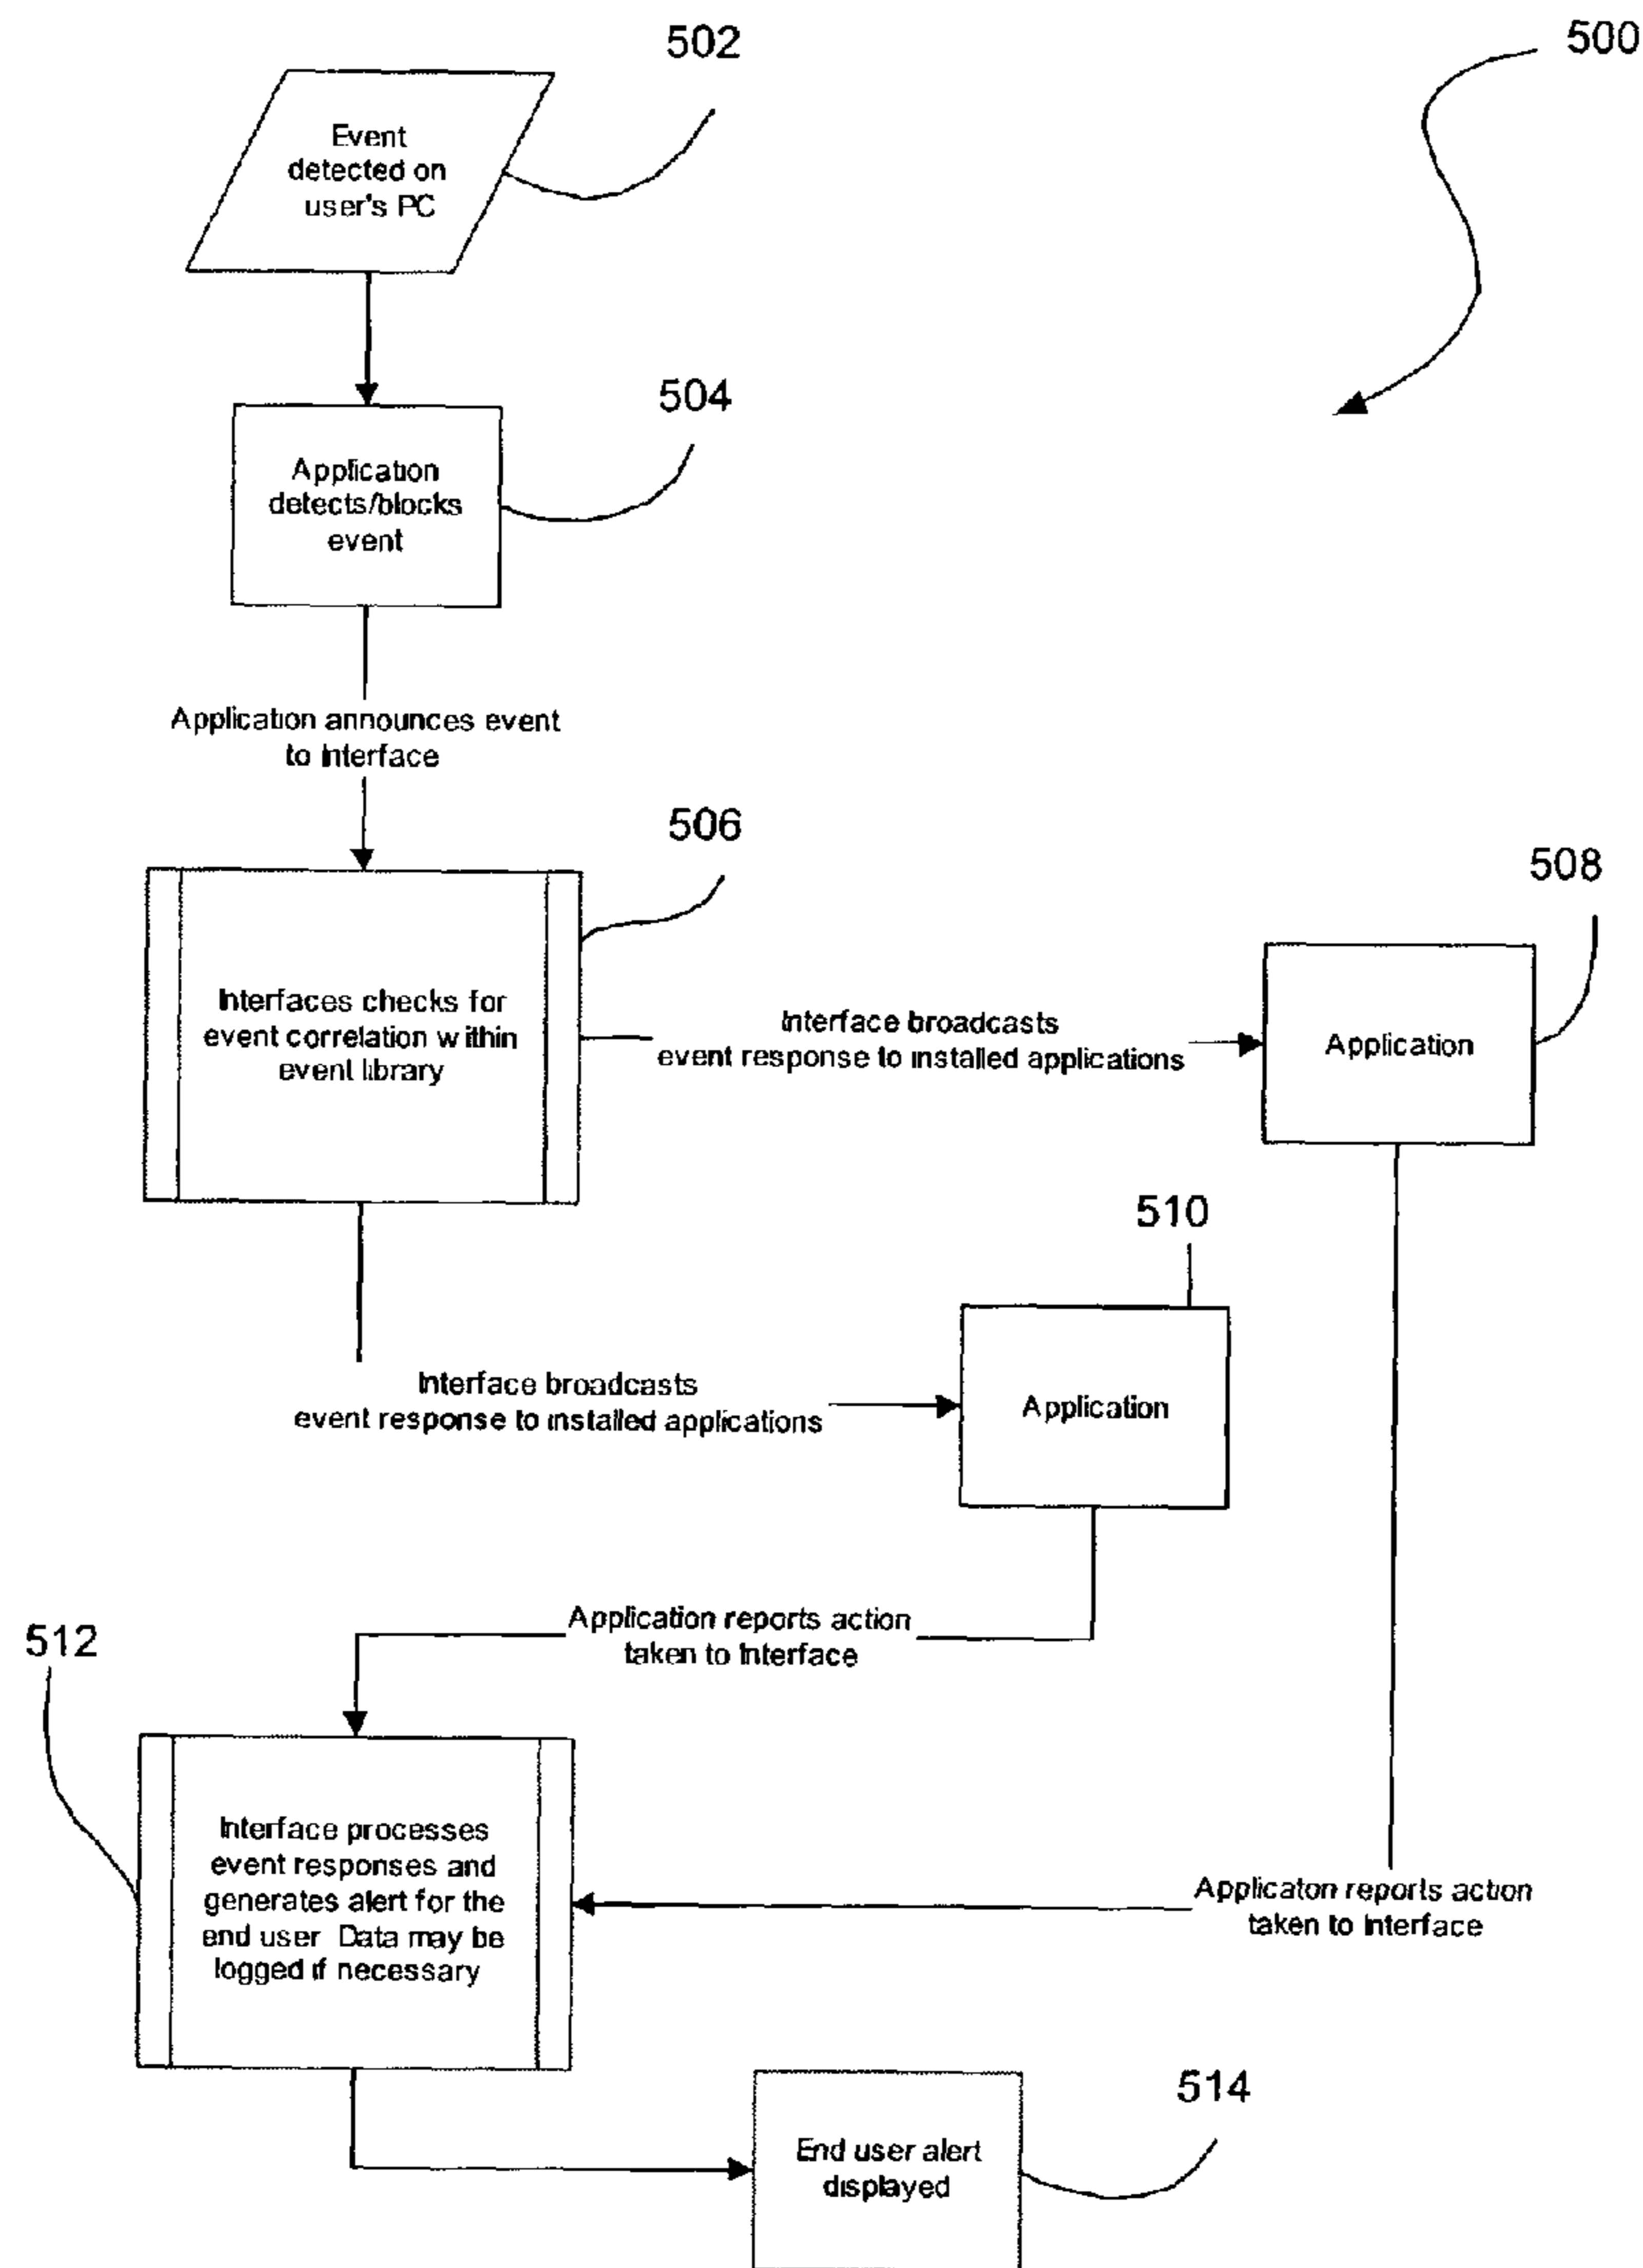 502
500
Event
detected on
user's PC
504
Application
detects/blocks
event
Application announces event
to Interface
506
508
Interfaces checks for
event correlation within
event library
Interface broadcasts
event response to installed applications
Application
510
Interface broadcasts
event response to installed applications
Application
Application reports action
taken to Interface
512
Interface processes
event responses and
generates alert for the
end user Data may be
logged if necessary
Applicaton reports action
taken to Interface
514
End user alert
displayed